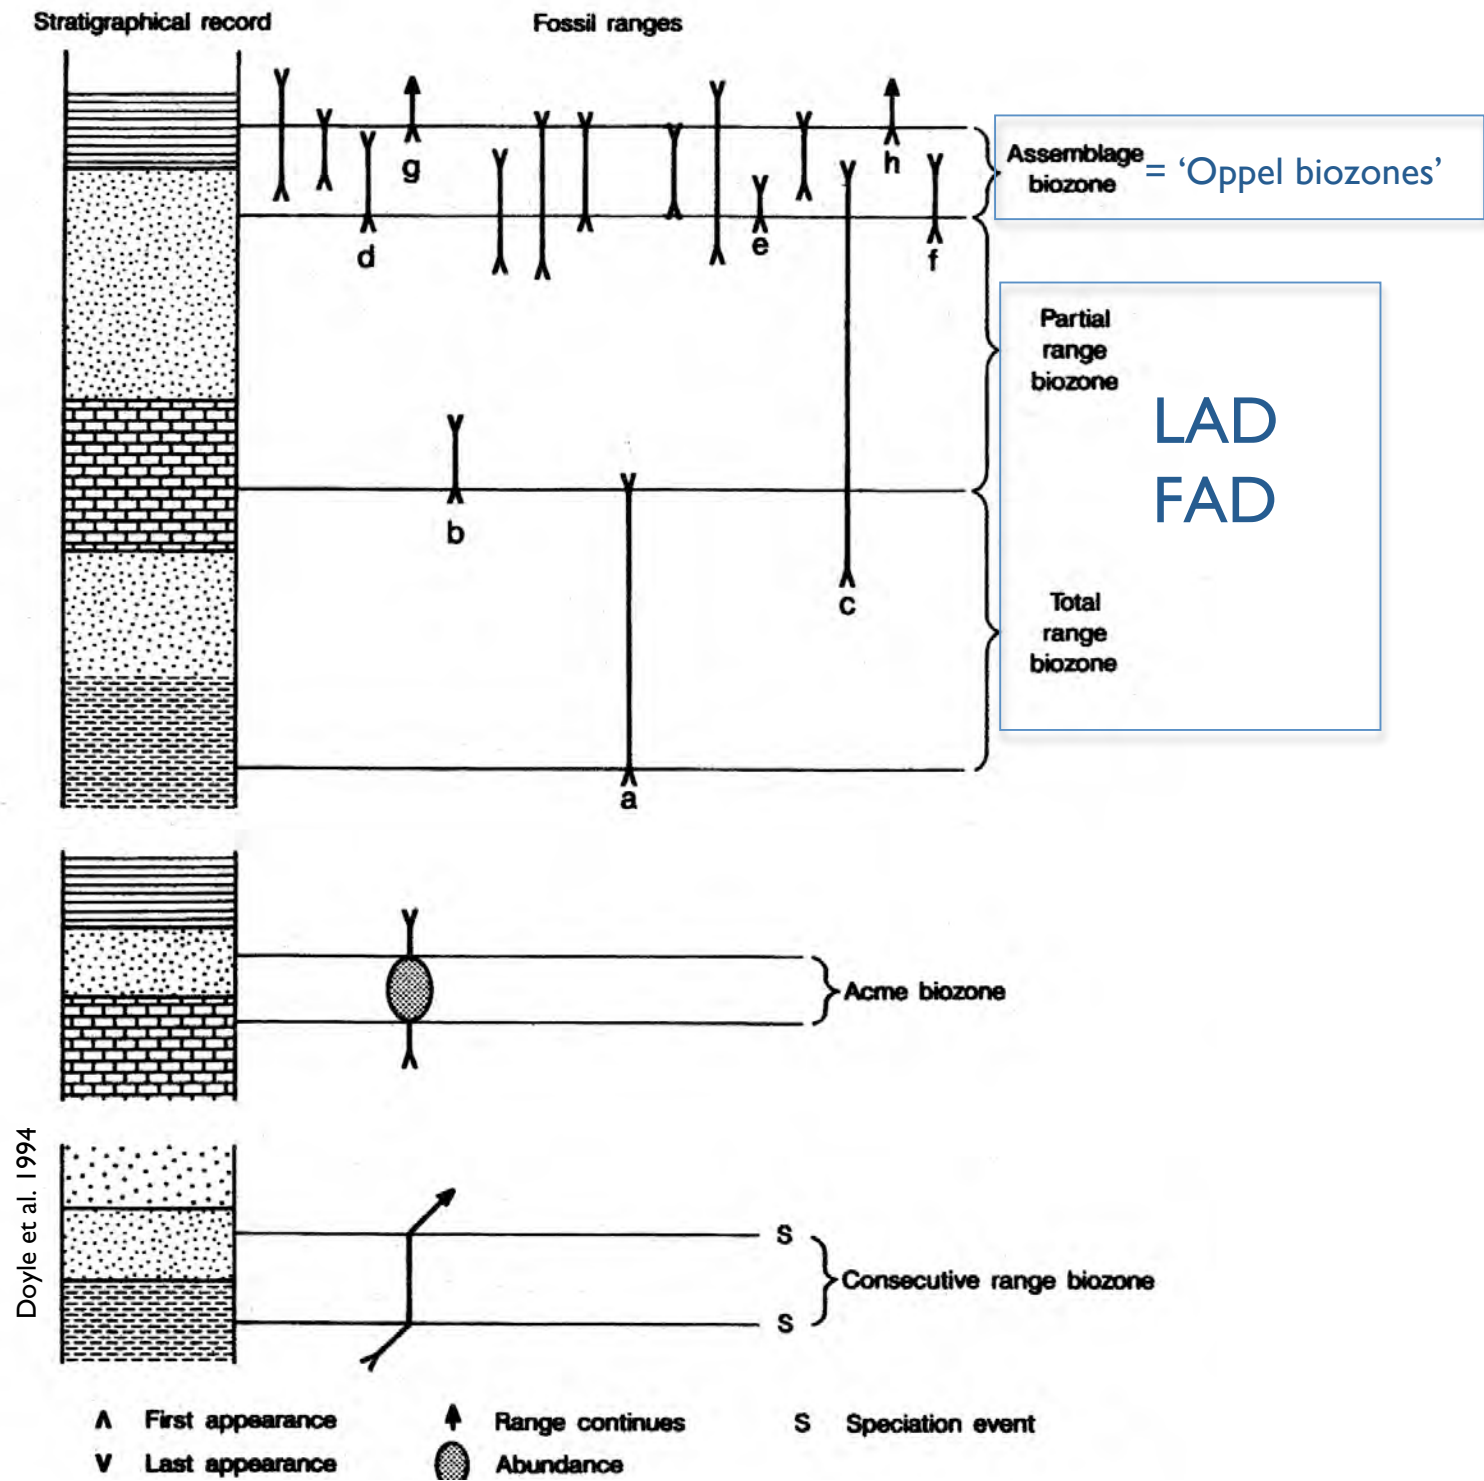 Stratigraphical record
Fossil ranges
g
h
d
e
f
Assemblage
biozone
= ‘Oppel biozones’
Partial
range
biozone
LAD
FAD
b
c
Total
range
biozone
a
Acme biozone
S
Consecutive range biozone
S
Doyle et al. 1994
ʌ First appearance
Range continues
S Speciation event
v Last appearance
Abundance